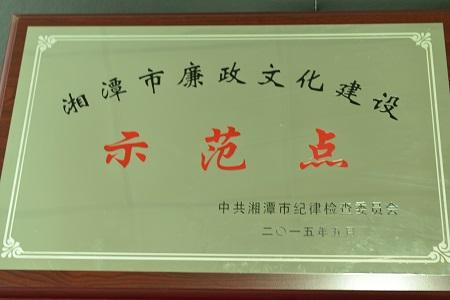 湘潭市廉政文化建设
示范点
中共湘潭市纪律检查委员会
二〇一五年五月